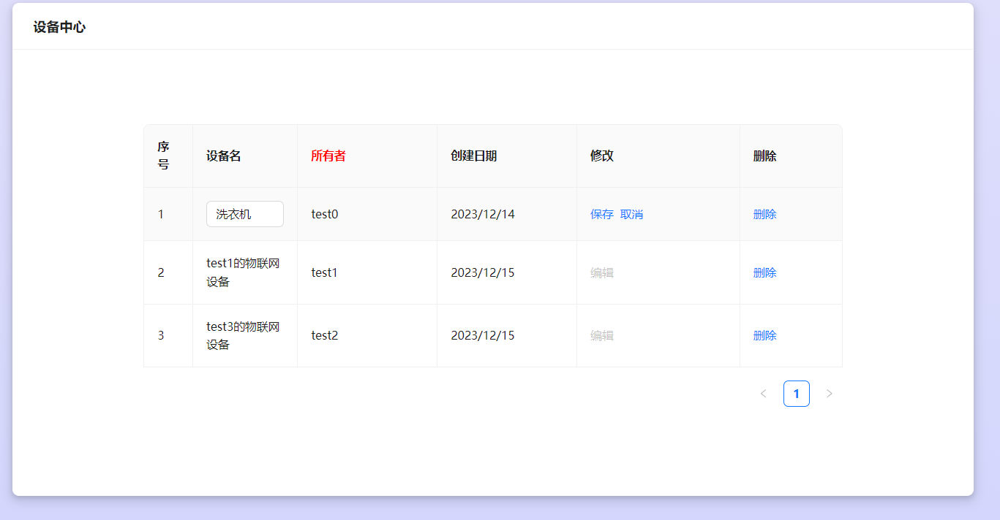 设备中心
序号 设备名 所有者 创建日期 修改 删除
1 洗衣机 test0 2023/12/14 保存 取消 删除
2 test1的物联网设备 test1 2023/12/15 编辑 删除
3 test3的物联网设备 test2 2023/12/15 编辑 删除
< 1 >